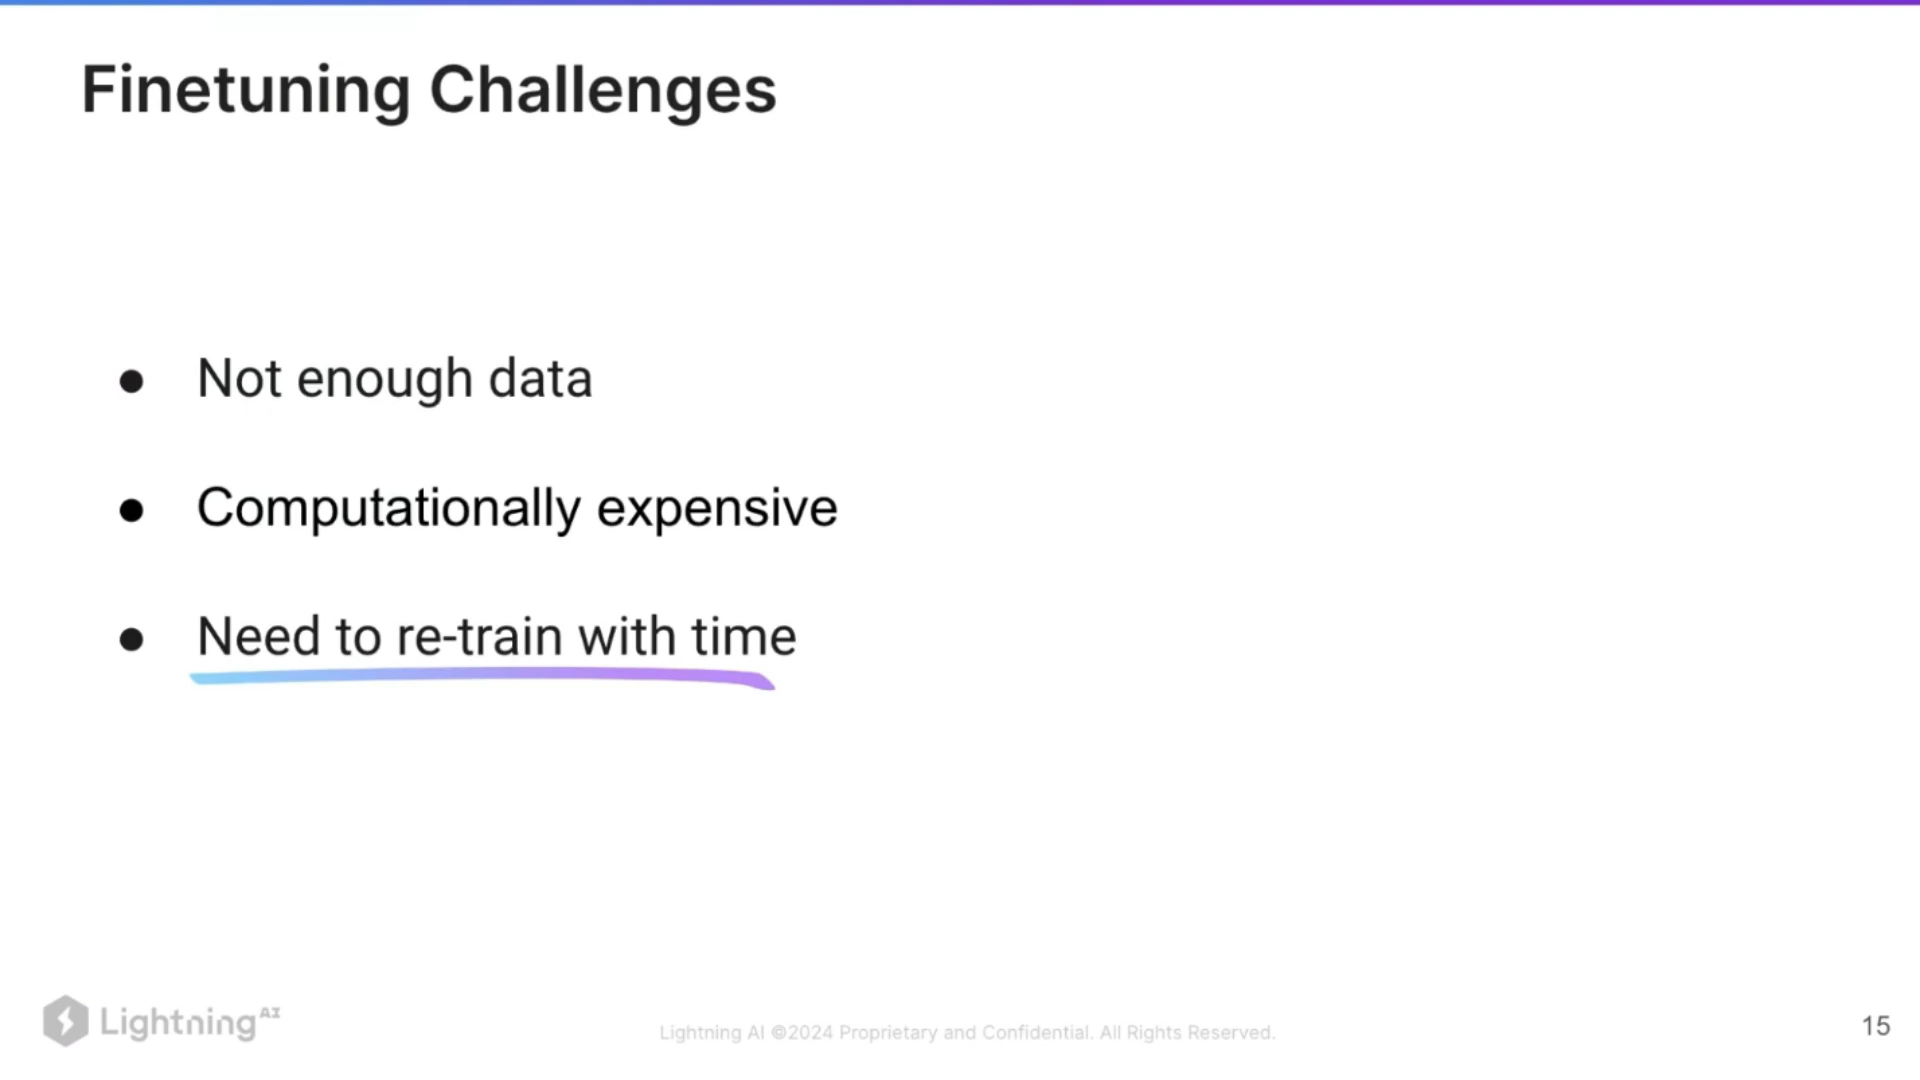 Finetuning Challenges
● Not enough data
● Computationally expensive
● Need to re-train with time
Lightning AI
Lightning AI ©2024 Proprietary and Confidential. All Rights Reserved.
15